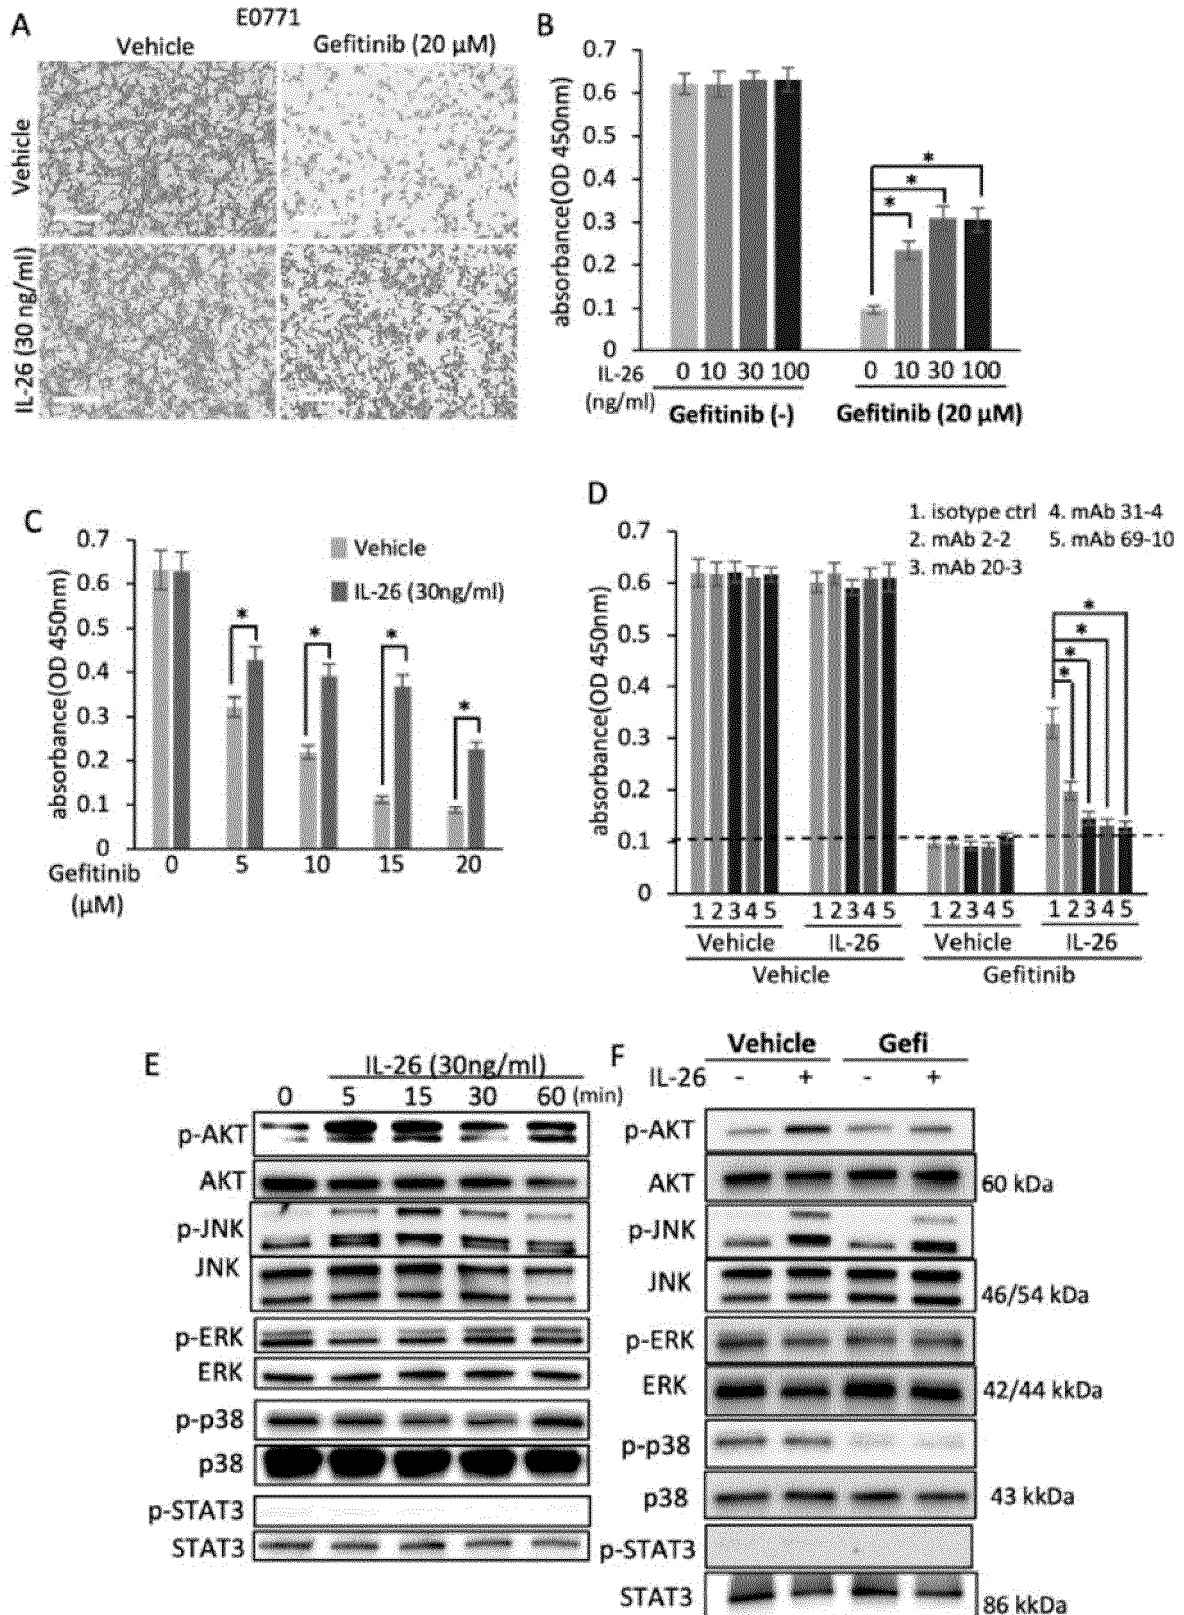 A
E0771
Vehicle Gefitinib (20 µM)
Vehicle
IL-26 (30 ng/ml)
B
absorbance(OD 450nm)
0.7
0.6
0.5
0.4
0.3
0.2
0.1
0
* * *
IL-26 0 10 30 100 0 10 30 100
(ng/ml)
Gefitinib (-) Gefitinib (20 µM)
C
absorbance(OD 450nm)
0.7
0.6
0.5
0.4
0.3
0.2
0.1
0
Vehicle
IL-26 (30ng/ml)
* * * *
0 5 10 15 20
Gefitinib
(µM)
D
1. isotype ctrl 4. mAb 31-4
2. mAb 2-2 5. mAb 69-10
3. mAb 20-3
absorbance(OD 450nm)
0.7
0.6
0.5
0.4
0.3
0.2
0.1
0
* * * *
1 2 3 4 5 1 2 3 4 5 1 2 3 4 5 1 2 3 4 5
Vehicle IL-26 Vehicle IL-26
Vehicle Gefitinib
E
IL-26 (30ng/ml)
0 5 15 30 60 (min)
p-AKT
AKT
p-JNK
JNK
p-ERK
ERK
p-p38
p38
p-STAT3
STAT3
F
Vehicle Gefi
IL-26 - + - +
p-AKT
AKT 60 kDa
p-JNK
JNK 46/54 kDa
p-ERK
ERK 42/44 kkDa
p-p38
p38 43 kkDa
p-STAT3
STAT3 86 kkDa